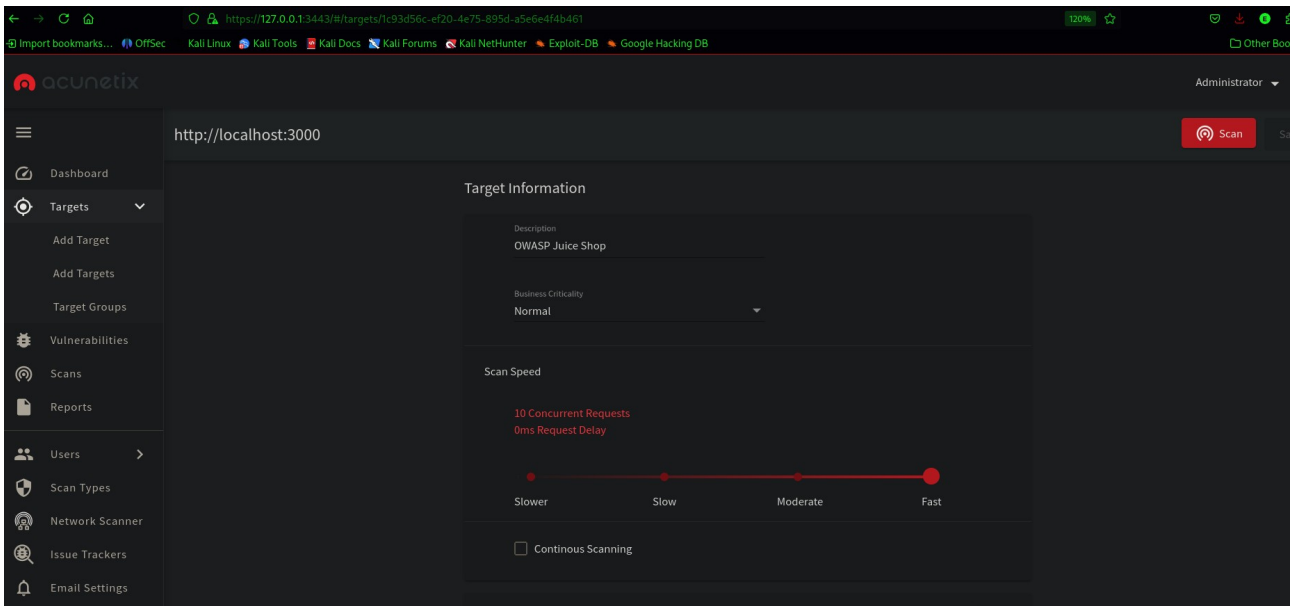 https://127.0.0.1:3443/#/targets/1c93d56c-ef20-4e75-895d-a5e6e4f4b461 120%
Import bookmarks... OffSec Kali Linux Kali Tools Kali Docs Kali Forums Kali NetHunter Exploit-DB Google Hacking DB Other Boo
acunetix Administrator
http://localhost:3000 Scan Sa
Dashboard
Targets
Add Target
Add Targets
Target Groups
Vulnerabilities
Scans
Reports
Users
Scan Types
Network Scanner
Issue Trackers
Email Settings
Target Information
Description
OWASP Juice Shop
Business Criticality
Normal
Scan Speed
10 Concurrent Requests
0ms Request Delay
Slower Slow Moderate Fast
Continous Scanning